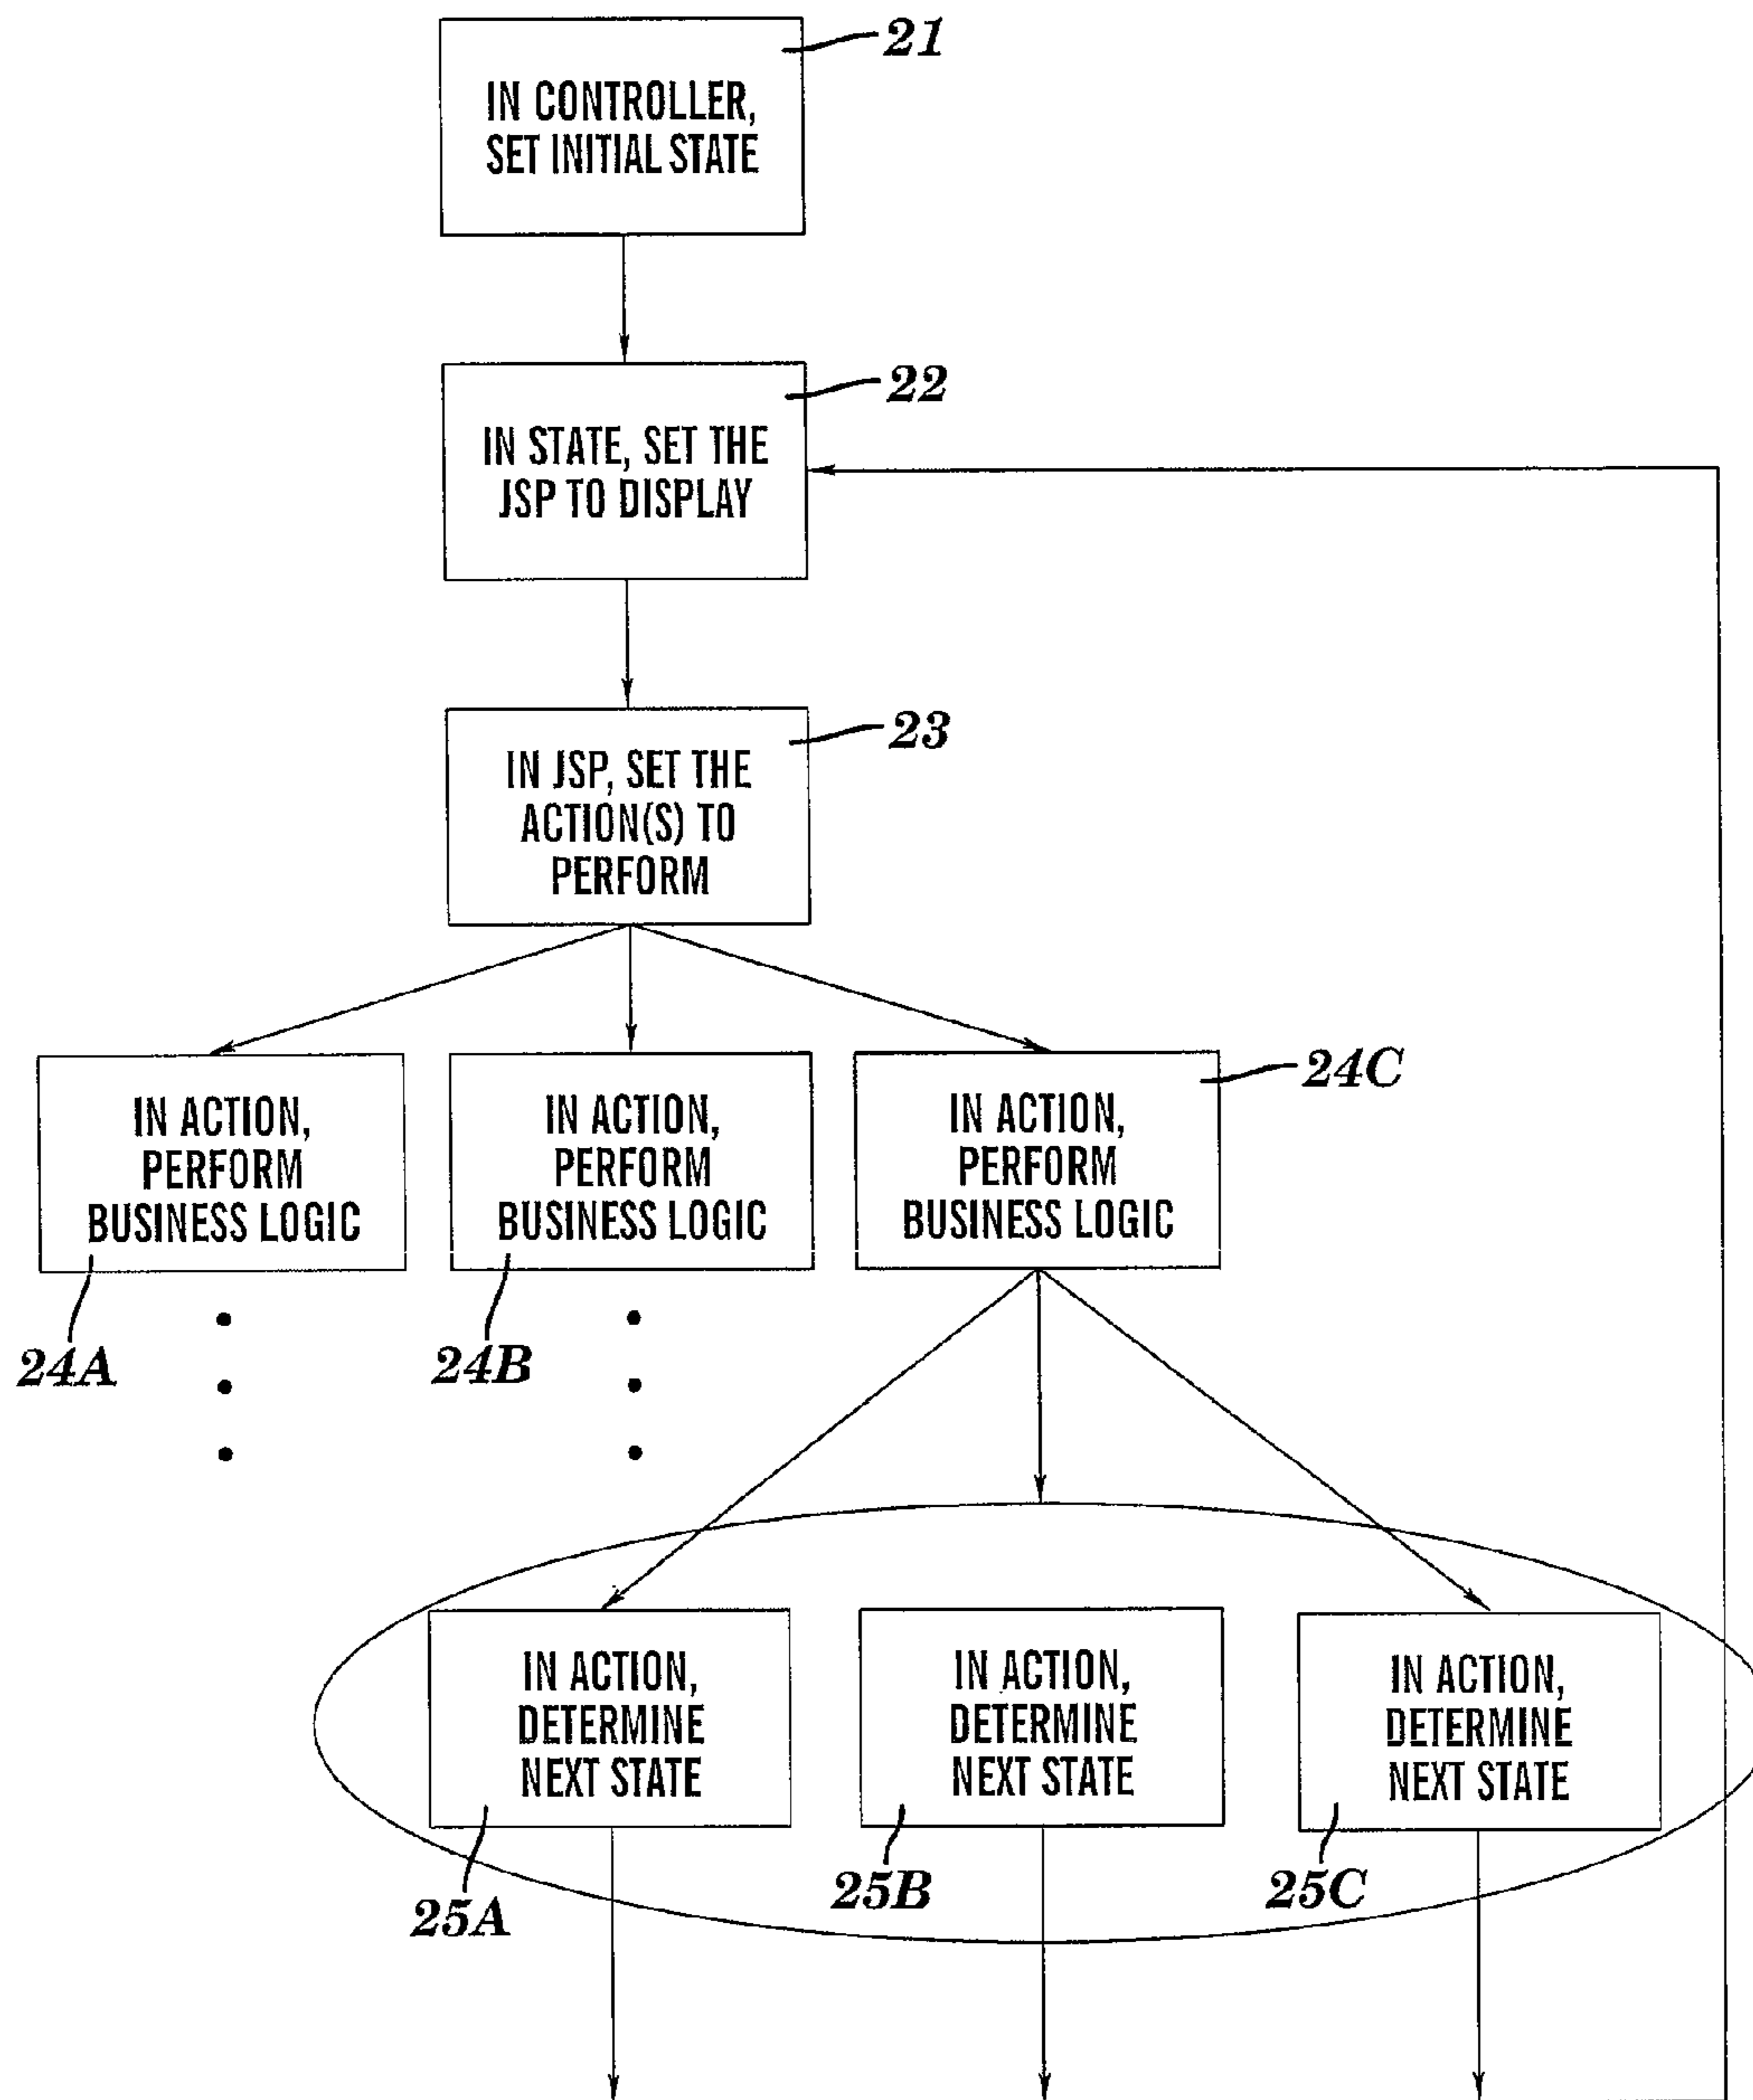 21
IN CONTROLLER,
SET INITIAL STATE
22
IN STATE, SET THE
JSP TO DISPLAY
23
IN JSP, SET THE
ACTION(S) TO
PERFORM
24C
IN ACTION,
PERFORM
BUSINESS LOGIC
IN ACTION,
PERFORM
BUSINESS LOGIC
IN ACTION,
PERFORM
BUSINESS LOGIC
24A
24B
IN ACTION,
DETERMINE
NEXT STATE
IN ACTION,
DETERMINE
NEXT STATE
IN ACTION,
DETERMINE
NEXT STATE
25A
25B
25C